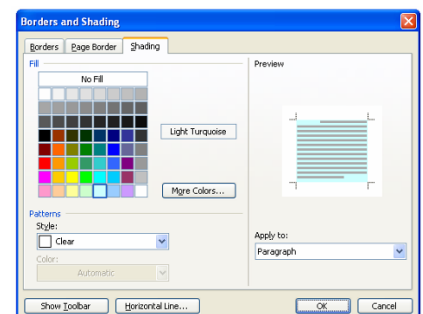 Borders and Shading
Borders Page Border Shading
Fill
Preview
No Fill
Light Turquoise
More Colors...
Patterns
Style:
Clear
Apply to:
Paragraph
Color:
Automatic
Show Toolbar Horizontal Line... OK Cancel